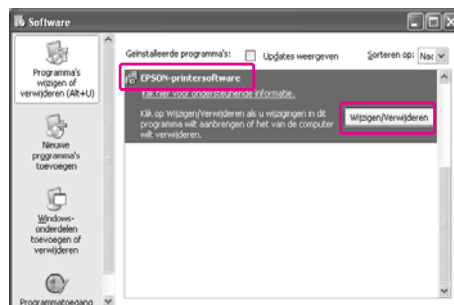 Software
Geïnstalleerde programma's:
Updates weergeven
Sorteren op:
Programma's
wijzigen of
verwijderen (Alt+U)
EPSON-printersoftware
Klik hier voor ondersteunende informatie.
Klik op Wijzigen/Verwijderen als u wijzigingen in dit
programma wilt aanbrengen of het van de computer
wilt verwijderen.
Wijzigen/Verwijderen
Nieuwe
programma's
toevoegen
Windows-
onderdelen
toevoegen of
verwijderen
Programmatoegang